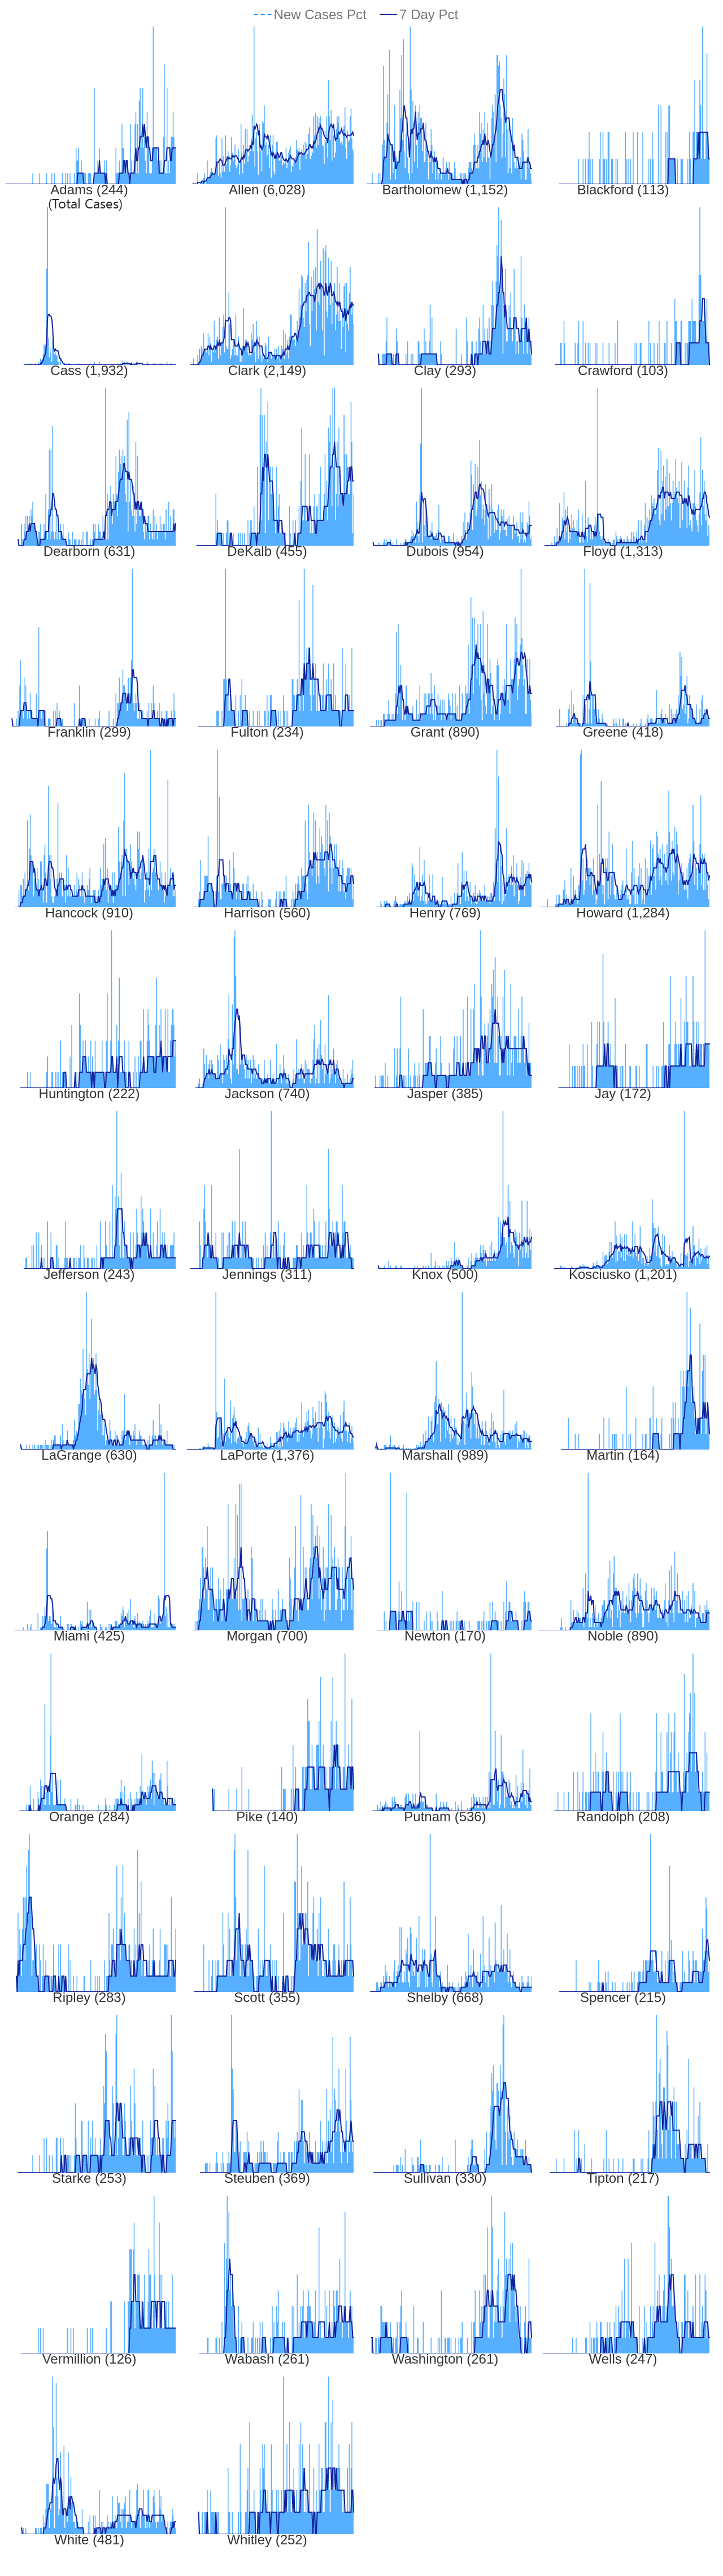 New Cases Pct 7 Day Pct
Adams (244) Allen (6,028) Bartholomew (1,152) Blackford (113)
(Total Cases)
Cass (1,932) Clark (2,149) Clay (293) Crawford (103)
Dearborn (631) DeKalb (455) Dubois (954) Floyd (1,313)
Franklin (299) Fulton (234) Grant (890) Greene (418)
Hancock (910) Harrison (560) Henry (769) Howard (1,284)
Huntington (222) Jackson (740) Jasper (385) Jay (172)
Jefferson (243) Jennings (311) Knox (500) Kosciusko (1,201)
LaGrange (630) LaPorte (1,376) Marshall (989) Martin (164)
Miami (425) Morgan (700) Newton (170) Noble (890)
Orange (284) Pike (140) Putnam (536) Randolph (208)
Ripley (283) Scott (355) Shelby (668) Spencer (215)
Starke (253) Steuben (369) Sullivan (330) Tipton (217)
Vermillion (126) Wabash (261) Washington (261) Wells (247)
White (481) Whitley (252)